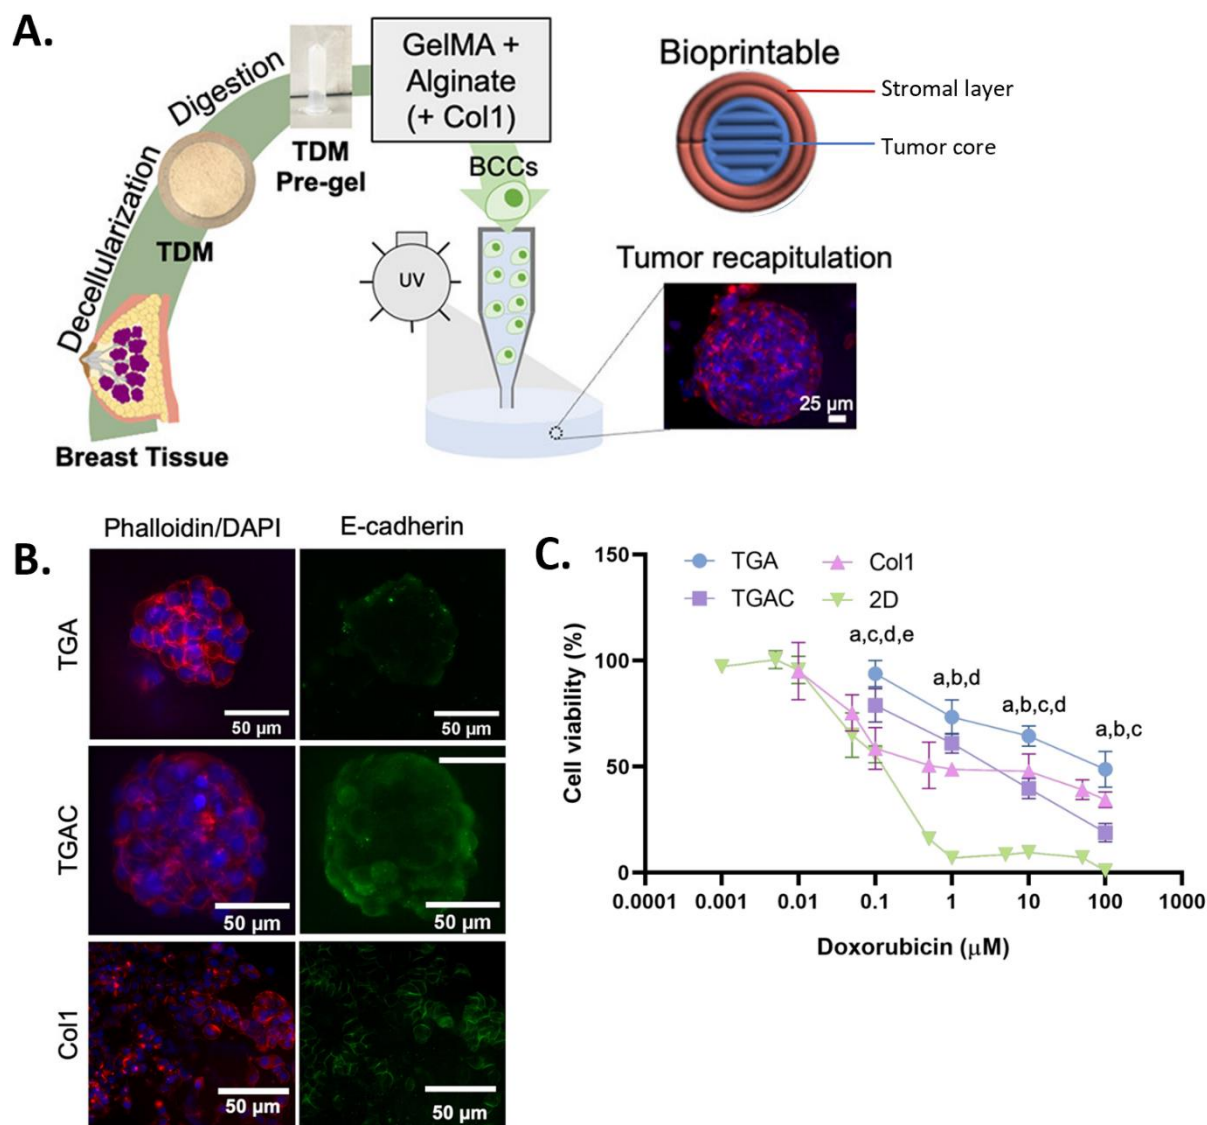 A.
Decellularization
Digestion
TDM
Pre-gel
TDM
Breast Tissue
GelMA +
Alginate
(+ Col1)
BCCs
UV
Bioprintable
Stromal layer
Tumor core
Tumor recapitulation
25 µm
B.
Phalloidin/DAPI
E-cadherin
TGA
50 µm
50 µm
TGAC
50 µm
50 µm
Col1
50 µm
50 µm
C.
TGA
Col1
TGAC
2D
a,c,d,e
a,b,d
a,b,c,d
a,b,c
Cell viability (%)
150
100
50
0
0.0001
0.001
0.01
0.1
1
10
100
1000
Doxorubicin (µM)